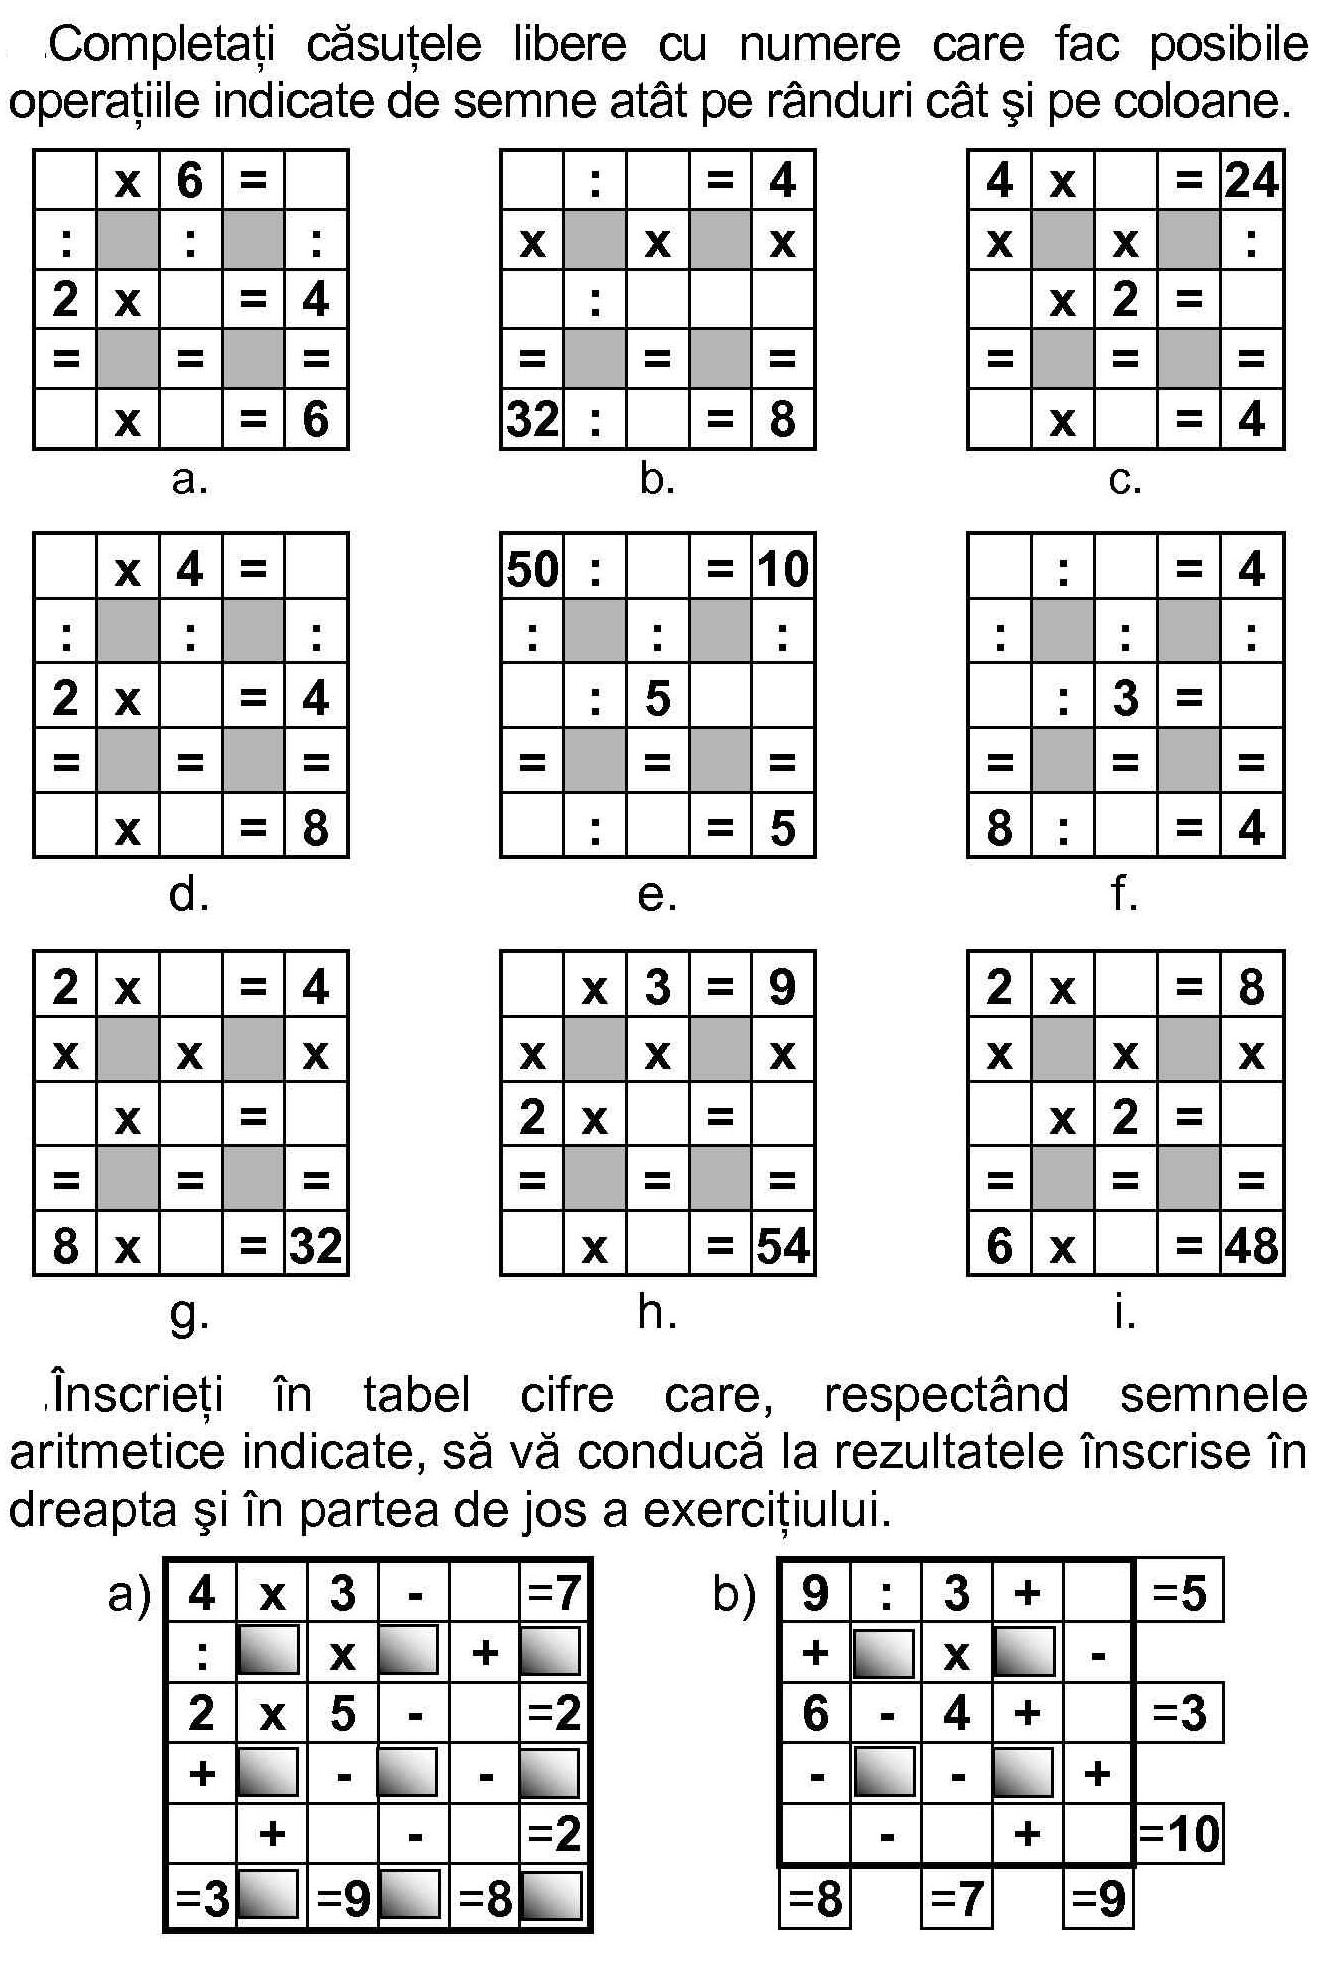 .Completați căsuțele libere cu numere care fac posibile
operațiile indicate de semne atât pe rânduri cât şi pe coloane.
x 6 =
: : :
2 x = 4
= = =
x = 6
a.
: = 4
x x x
:
= = =
32 : = 8
b.
4 x = 24
x x :
x 2 =
= = =
x = 4
c.
x 4 =
: : :
2 x = 4
= = =
x = 8
d.
50 : = 10
: : :
: 5
= = =
: = 5
e.
: = 4
: : :
: 3 =
= = =
8 : = 4
f.
2 x = 4
x x x
x =
= = =
8 x = 32
g.
x 3 = 9
x x x
2 x =
= = =
x = 54
h.
2 x = 8
x x x
x 2 =
= = =
6 x = 48
i.
.Înscrieți în tabel cifre care, respectând semnele
aritmetice indicate, să vă conducă la rezultatele înscrise în
dreapta şi în partea de jos a exercițiului.
a)
4 x 3 - =7
: x +
2 x 5 - =2
+ - -
+ - =2
=3 =9 =8
b)
9 : 3 + =5
+ x -
6 - 4 + =3
- - +
- + =10
=8 =7 =9